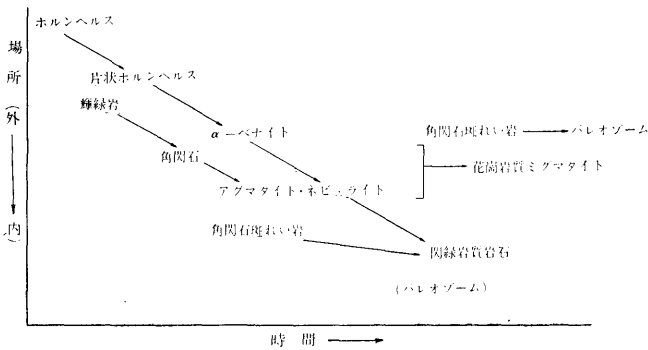 ホルンヘルス
場所(外→内)
片状ホルンヘルス
輝緑岩
α－ベナイト
角閃石斑れい岩
パレオゾーム
角閃石
花崗岩質ミグマタイト
アグマタイト・ネビュライト
角閃石斑れい岩
閃緑岩質岩石
(パレオゾーム)
時間